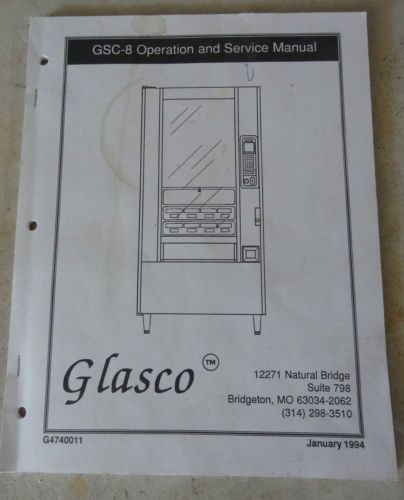 GSC-8 Operation and Service Manual
Glasco™
12271 Natural Bridge
Suite 798
Bridgeton, MO 63034-2062
(314) 298-3510
G4740011
January 1994